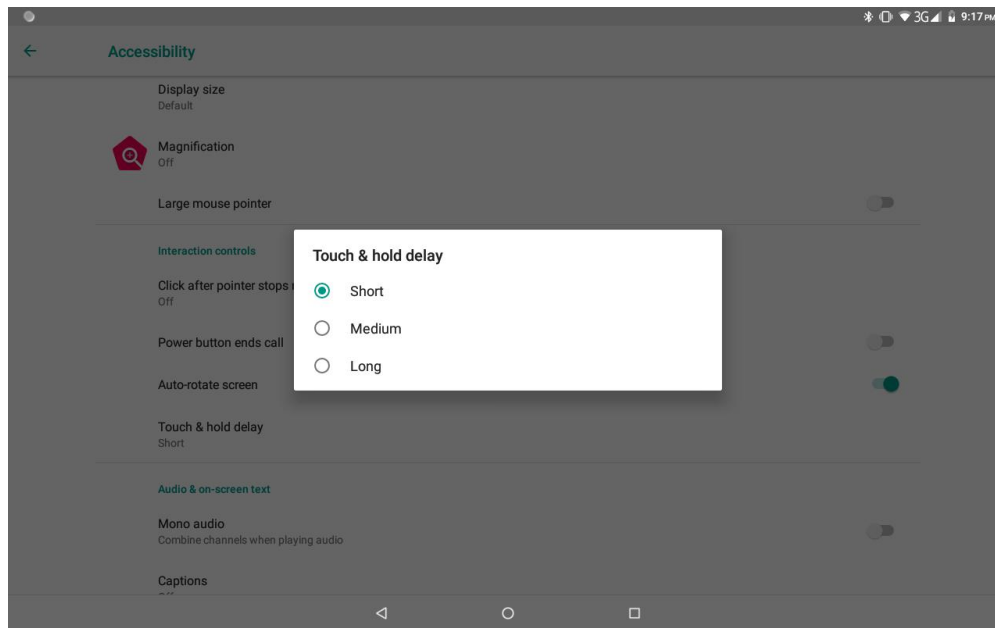 3G 9:17 PM
Accessibility
Display size
Default
Magnification
Off
Large mouse pointer
Interaction controls
Click after pointer stops
Off
Power button ends call
Auto-rotate screen
Touch & hold delay
Short
Touch & hold delay
Short
Medium
Long
Audio & on-screen text
Mono audio
Combine channels when playing audio
Captions